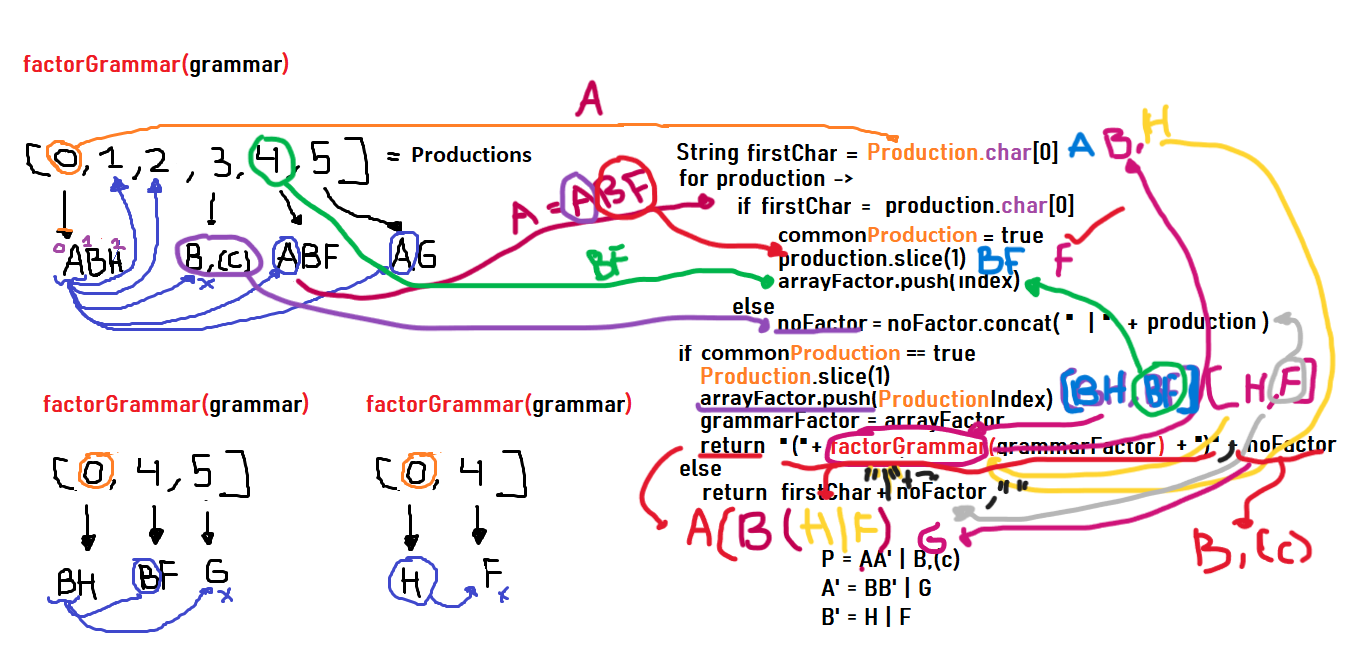 factorGrammar(grammar)
A
[0,1,2,3,4,5] = Productions
A B, H
String firstChar = Production.char[0]
for production ->
if firstChar = production.char[0]
A = ABF
commonProduction = true
production.slice(1) BF F
arrayFactor.push(index)
0 1 2
ABH B,(c) ABF AG
x
BF
else
noFactor = noFactor.concat(" |" + production )
if commonProduction == true
Production.slice(1)
arrayFactor.push(ProductionIndex) [BH, BF] [H, F]
grammarFactor = arrayFactor
return "("+ factorGrammar(grammarFactor) + ")" + noFactor
else
return firstChar + noFactor , " "
"|"+
A(B(H|F) G
B,(c)
P = AA' | B,(c)
A' = BB' | G
B' = H | F
factorGrammar(grammar)
[0,4,5]
BH BF G
x
factorGrammar(grammar)
[0,4]
H F
x